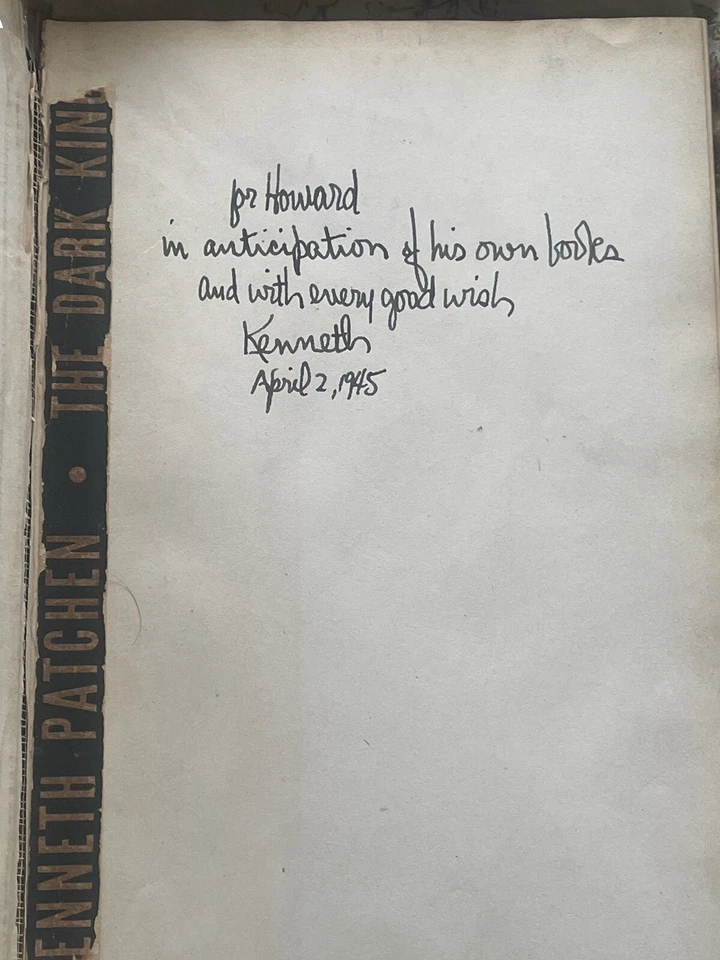 for Howard
in anticipation of his own books
and with every good wish
Kenneth
April 2, 1945
ENNETH PATCHEN • THE DARK KIN